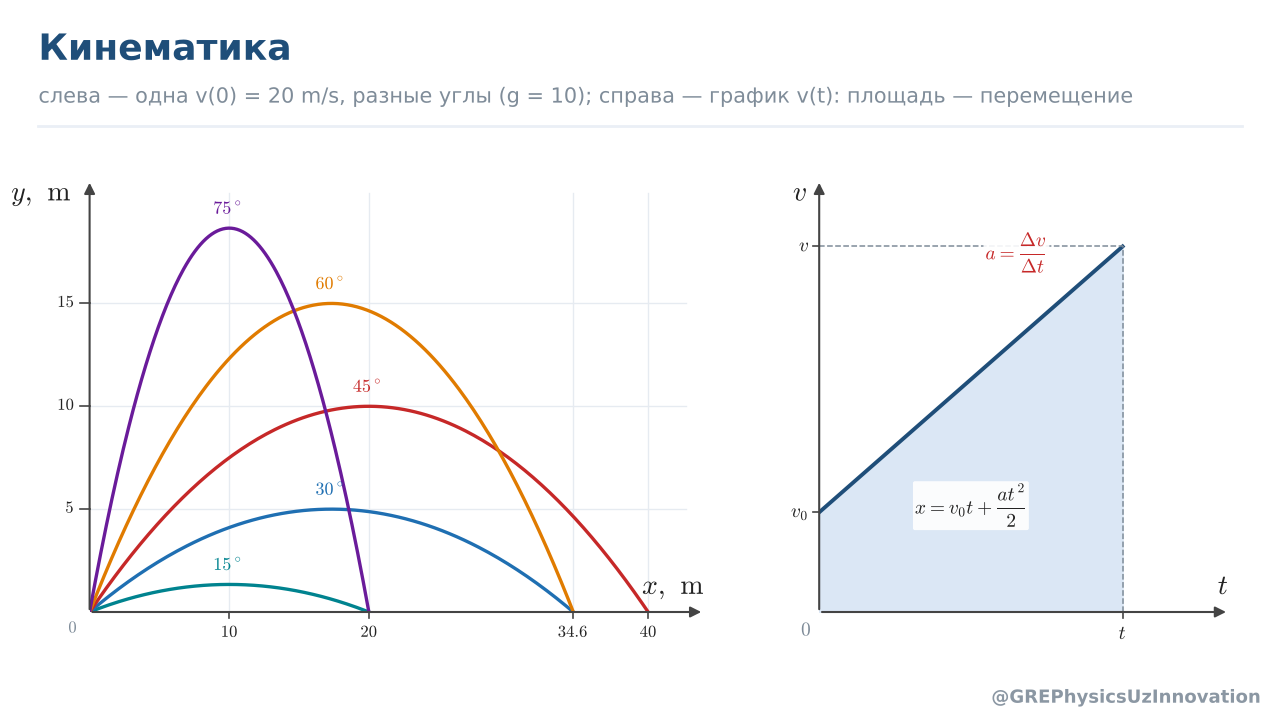 Кинематика
слева — одна v(0) = 20 m/s, разные углы (g = 10); справа — график v(t): площадь — перемещение
y, m
75°
60°
45°
30°
15°
15
10
5
0
10
20
34.6
40
x, m
v
v
a = Δv/Δt
v₀
x = v₀t + at²/2
t
0
t
@GREPhysicsUzInnovation